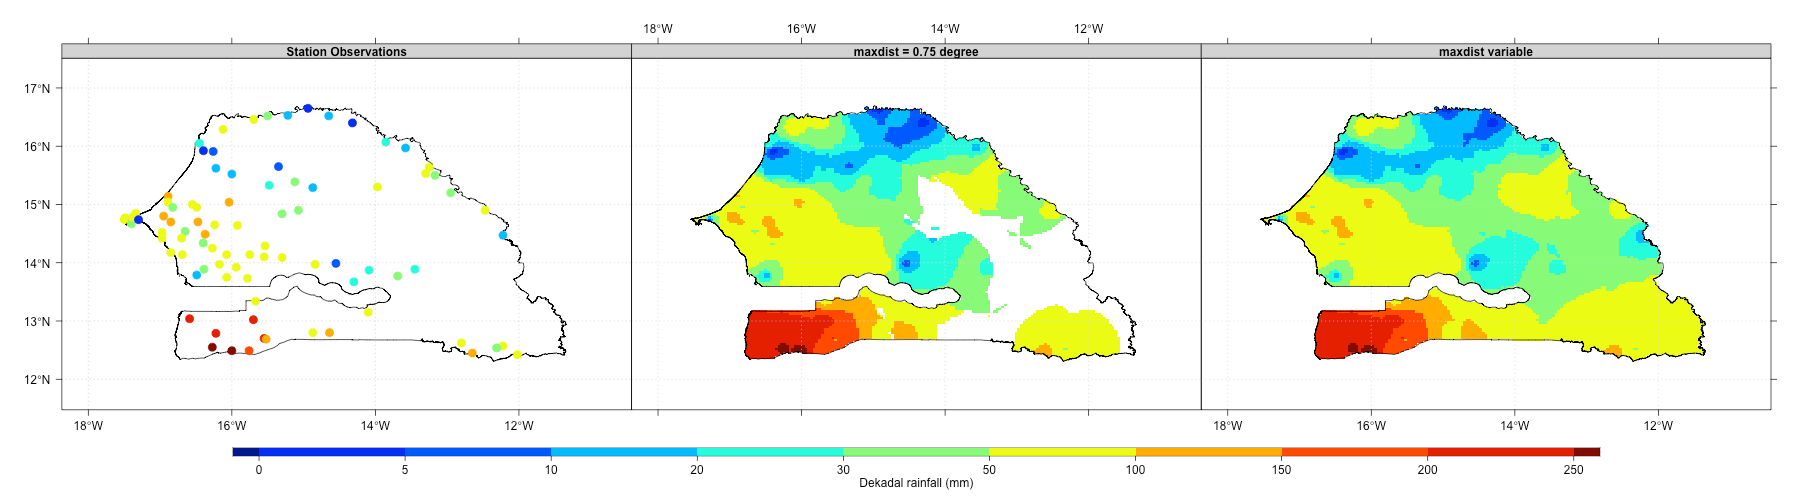 18°W 16°W 14°W 12°W
Station Observations
maxdist = 0.75 degree
maxdist variable
17°N
16°N
15°N
14°N
13°N
12°N
18°W 16°W 14°W 12°W
18°W 16°W 14°W 12°W
0 5 10 20 30 50 100 150 200 250
Dekadal rainfall (mm)